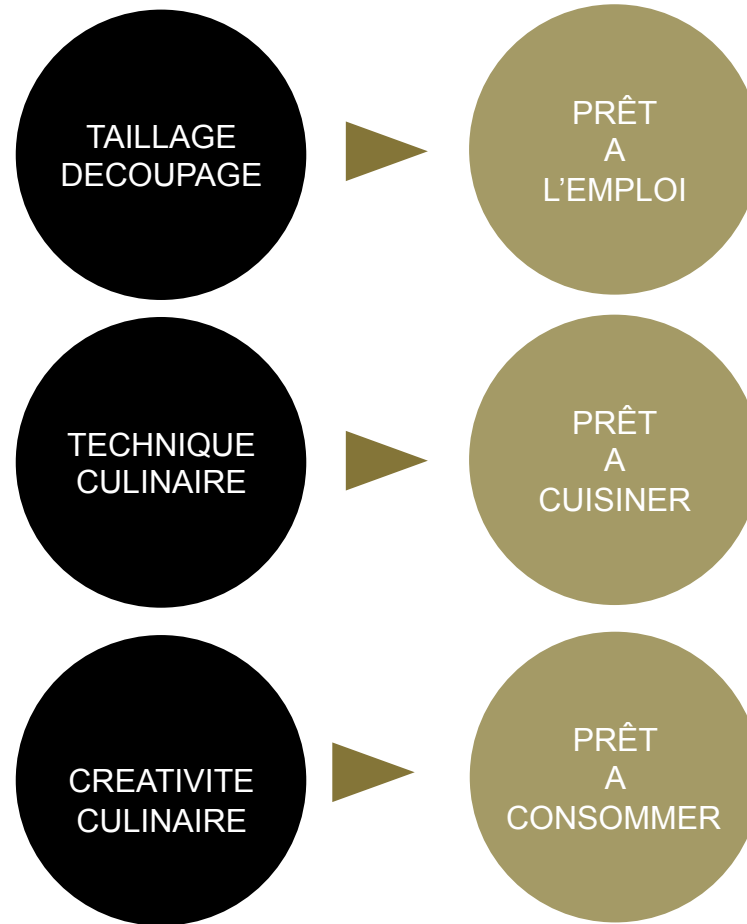 TAILLAGE
DECOUPAGE
PRÊT
A
L’EMPLOI
TECHNIQUE
CULINAIRE
PRÊT
A
CUISINER
CREATIVITE
CULINAIRE
PRÊT
A
CONSOMMER